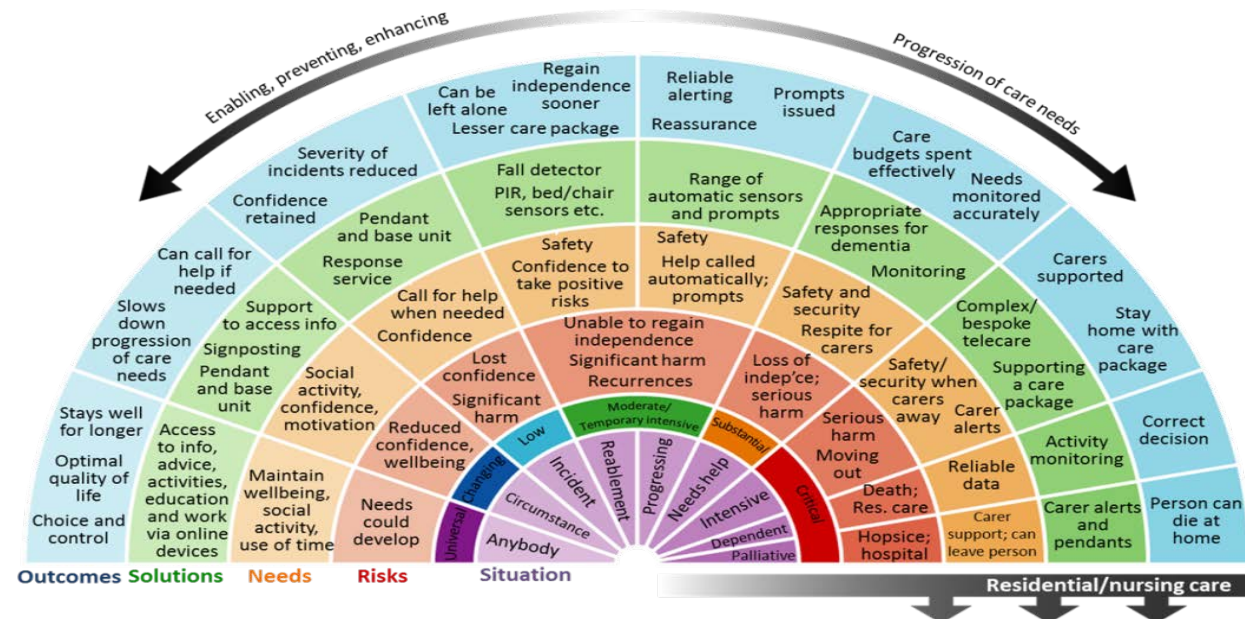 Enabling, preventing, enhancing
Progression of care needs
Stays well
for longer
Optimal
quality of
life
Choice and
control
Slows
down
progression
of care
needs
Can call for
help if
needed
Confidence
retained
Severity of
incidents reduced
Can be
left alone
Regain
independence
sooner
Lesser care package
Reliable
alerting
Prompts
issued
Reassurance
Care
budgets spent
effectively
Needs
monitored
accurately
Carers
supported
Stay
home with
care
package
Correct
decision
Person can
die at
home
Access
to info,
advice,
activities,
education
and work
via online
devices
Support
to access info
Signposting
Pendant
and base
unit
Pendant
and base unit
Response
service
Fall detector
PIR, bed/chair
sensors etc.
Range of
automatic sensors
and prompts
Appropriate
responses for
dementia
Monitoring
Complex/
bespoke
telecare
Supporting
a care
package
Activity
monitoring
Carer alerts
and
pendants
Maintain
wellbeing,
social
activity,
use of time
Social
activity,
confidence,
motivation
Call for help
when needed
Confidence
Safety
Confidence to
take positive
risks
Safety
Help called
automatically;
prompts
Safety and
security
Respite for
carers
Safety/
security when
carers
away
Carer
alerts
Reliable
data
Carer
support; can
leave person
Needs
could
develop
Reduced
confidence,
wellbeing
Lost
confidence
Significant
harm
Unable to regain
independence
Significant harm
Recurrences
Loss of
indep'ce;
serious
harm
Serious
harm
Moving
out
Death;
Res. care
Hopsice;
hospital
Universal
Changing
Low
Moderate/
Temporary intensive
Substantial
Critical
Anybody
Circumstance
Incident
Reablement
Progressing
Needs help
Intensive
Dependent
Palliative
Outcomes
Solutions
Needs
Risks
Situation
Residential/nursing care